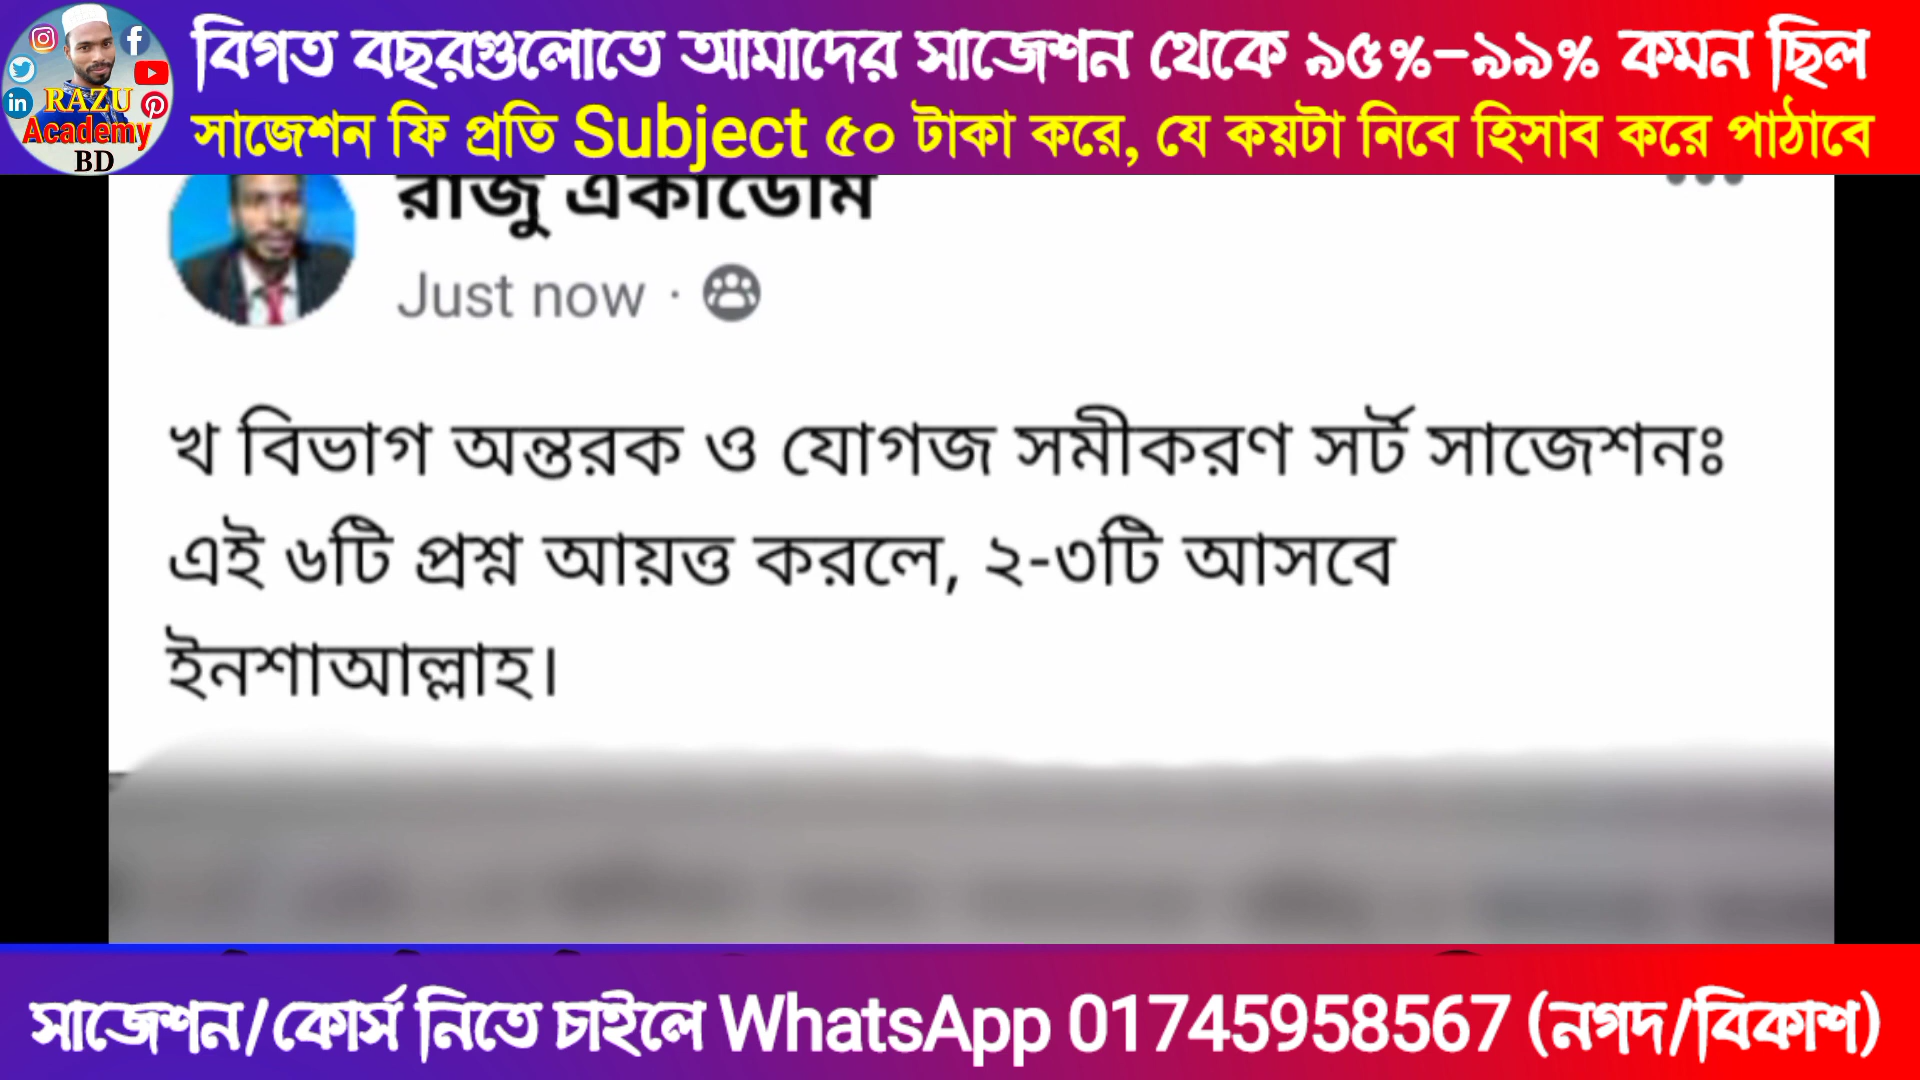 বিগত বছরগুলোতে আমাদের সাজেশন থেকে ৯৫%-৯৯% কমন ছিল
সাজেশন ফি প্রতি Subject ৫০ টাকা করে, যে কয়টা নিবে হিসাব করে পাঠাবে
RAZU
Academy
BD
রাজু একাডেমি
Just now ·
খ বিভাগ অন্তরক ও যোগজ সমীকরণ সর্ট সাজেশনঃ
এই ৬টি প্রশ্ন আয়ত্ত করলে, ২-৩টি আসবে
ইনশাআল্লাহ।
সাজেশন/কোর্স নিতে চাইলে WhatsApp 01745958567 (নগদ/বিকাশ)